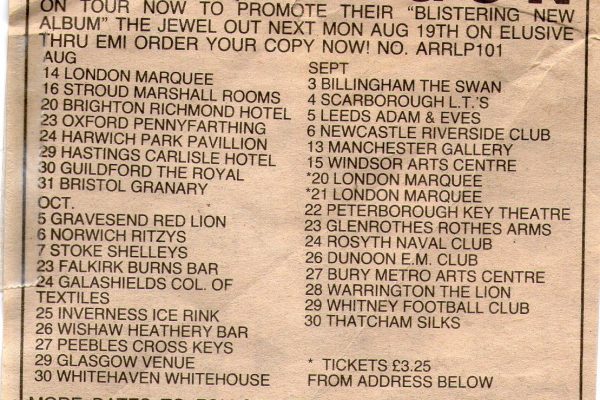 ON TOUR NOW TO PROMOTE THEIR "BLISTERING NEW
ALBUM" THE JEWEL OUT NEXT MON AUG 19TH ON ELUSIVE
THRU EMI ORDER YOUR COPY NOW! NO. ARRLP101
AUG
14 LONDON MARQUEE
16 STROUD MARSHALL ROOMS
20 BRIGHTON RICHMOND HOTEL
23 OXFORD PENNYFARTHING
24 HARWICH PARK PAVILLION
29 HASTINGS CARLISLE HOTEL
30 GUILDFORD THE ROYAL
31 BRISTOL GRANARY
OCT.
5 GRAVESEND RED LION
6 NORWICH RITZYS
7 STOKE SHELLEYS
23 FALKIRK BURNS BAR
24 GALASHIELDS COL. OF
TEXTILES
25 INVERNESS ICE RINK
26 WISHAW HEATHERY BAR
27 PEEBLES CROSS KEYS
29 GLASGOW VENUE
30 WHITEHAVEN WHITEHOUSE
SEPT
3 BILLINGHAM THE SWAN
4 SCARBOROUGH L.T.'S
5 LEEDS ADAM & EVES
6 NEWCASTLE RIVERSIDE CLUB
13 MANCHESTER GALLERY
15 WINDSOR ARTS CENTRE
*20 LONDON MARQUEE
*21 LONDON MARQUEE
22 PETERBOROUGH KEY THEATRE
23 GLENROTHES ROTHES ARMS
24 ROSYTH NAVAL CLUB
26 DUNOON E.M. CLUB
27 BURY METRO ARTS CENTRE
28 WARRINGTON THE LION
29 WHITNEY FOOTBALL CLUB
30 THATCHAM SILKS
* TICKETS £3.25
FROM ADDRESS BELOW
MORE DATES TO